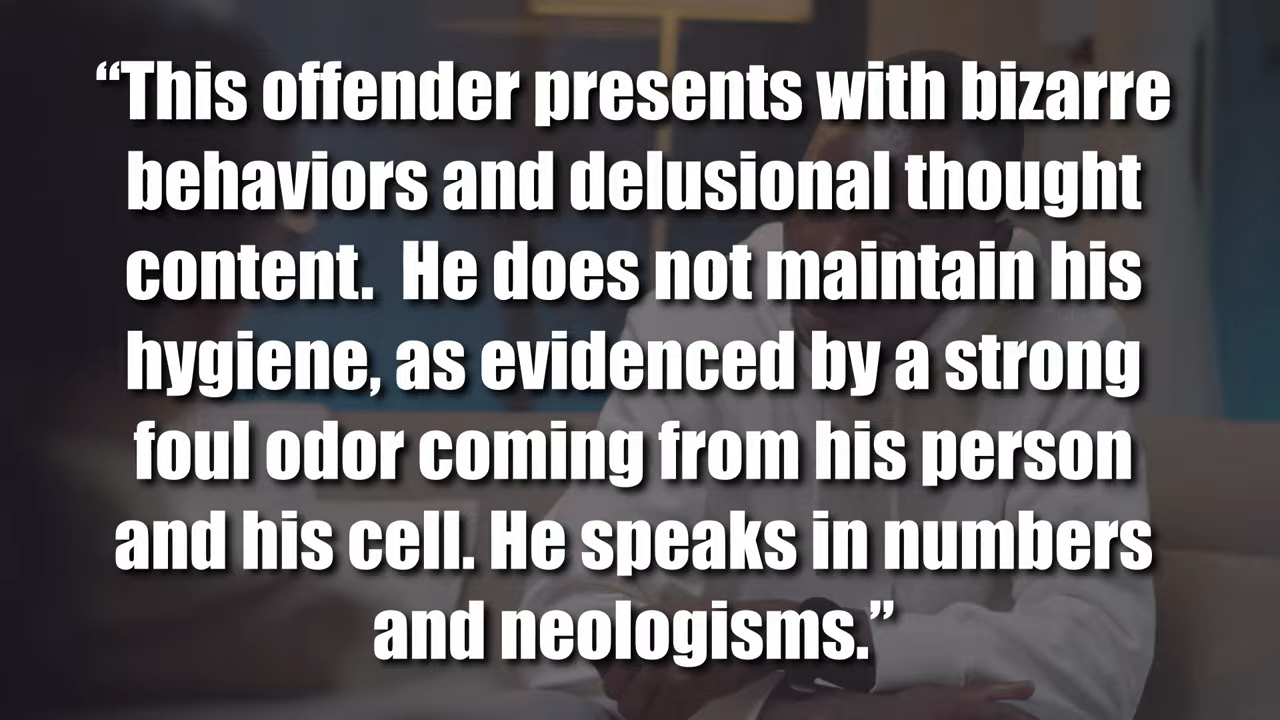 “This offender presents with bizarre
behaviors and delusional thought
content.  He does not maintain his
hygiene, as evidenced by a strong
foul odor coming from his person
and his cell. He speaks in numbers
and neologisms.”